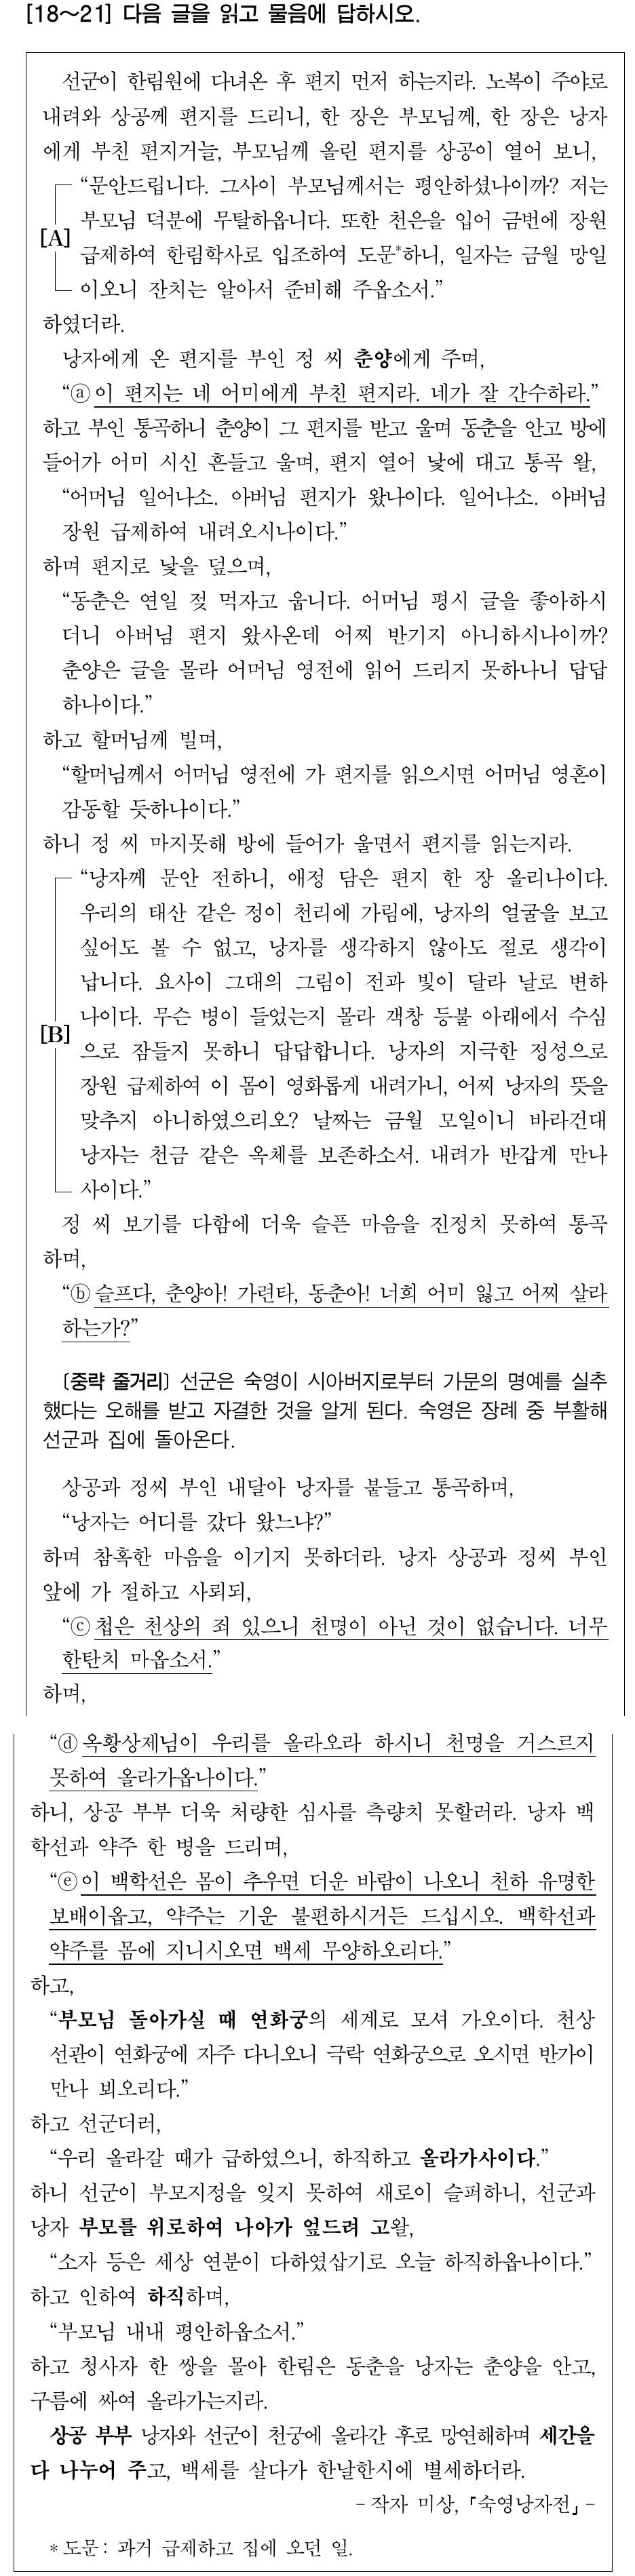 [18～21] 다음 글을 읽고 물음에 답하시오.
선군이 한림원에 다녀온 후 편지 먼저 하는지라. 노복이 주야로
내려와 상공께 편지를 드리니, 한 장은 부모님께, 한 장은 낭자
에게 부친 편지거늘, 부모님께 올린 편지를 상공이 열어 보니,
“문안드립니다. 그사이 부모님께서는 평안하셨나이까? 저는
부모님 덕분에 무탈하옵니다. 또한 천은을 입어 금번에 장원
[A]
급제하여 한림학사로 입조하여 도문*하니, 일자는 금월 망일
이오니 잔치는 알아서 준비해 주옵소서.”
하였더라.
낭자에게 온 편지를 부인 정 씨 춘양에게 주며,
“ⓐ이 편지는 네 어미에게 부친 편지라. 네가 잘 간수하라.”
하고 부인 통곡하니 춘양이 그 편지를 받고 울며 동춘을 안고 방에
들어가 어미 시신 흔들고 울며, 편지 열어 낯에 대고 통곡 왈,
“어머님 일어나소. 아버님 편지가 왔나이다. 일어나소. 아버님
장원 급제하여 내려오시나이다.”
하며 편지로 낯을 덮으며,
“동춘은 연일 젖 먹자고 웁니다. 어머님 평시 글을 좋아하시
더니 아버님 편지 왔사온데 어찌 반기지 아니하시나이까?
춘양은 글을 몰라 어머님 영전에 읽어 드리지 못하나니 답답
하나이다.”
하고 할머님께 빌며,
“할머님께서 어머님 영전에 가 편지를 읽으시면 어머님 영혼이
감동할 듯하나이다.”
하니 정 씨 마지못해 방에 들어가 울면서 편지를 읽는지라.
“낭자께 문안 전하니, 애정 담은 편지 한 장 올리나이다.
우리의 태산 같은 정이 천리에 가림에, 낭자의 얼굴을 보고
싶어도 볼 수 없고, 낭자를 생각하지 않아도 절로 생각이
납니다. 요사이 그대의 그림이 전과 빛이 달라 날로 변하
나이다. 무슨 병이 들었는지 몰라 객창 등불 아래에서 수심
[B]
으로 잠들지 못하니 답답합니다. 낭자의 지극한 정성으로
장원 급제하여 이 몸이 영화롭게 내려가니, 어찌 낭자의 뜻을
맞추지 아니하였으리오? 날짜는 금월 모일이니 바라건대
낭자는 천금 같은 옥체를 보존하소서. 내려가 반갑게 만나
사이다.”
정 씨 보기를 다함에 더욱 슬픈 마음을 진정치 못하여 통곡
하며,
“ⓑ슬프다, 춘양아! 가련타, 동춘아! 너희 어미 잃고 어찌 살라
하는가?”
[중략 줄거리] 선군은 숙영이 시아버지로부터 가문의 명예를 실추
했다는 오해를 받고 자결한 것을 알게 된다. 숙영은 장례 중 부활해
선군과 집에 돌아온다.
상공과 정씨 부인 내달아 낭자를 붙들고 통곡하며,
“낭자는 어디를 갔다 왔느냐?”
하며 참혹한 마음을 이기지 못하더라. 낭자 상공과 정씨 부인
앞에 가 절하고 사뢰되,
“ⓒ첩은 천상의 죄 있으니 천명이 아닌 것이 없습니다. 너무
한탄치 마옵소서.”
하며,
“ⓓ옥황상제님이 우리를 올라오라 하시니 천명을 거스르지
못하여 올라가옵나이다.”
하니, 상공 부부 더욱 처량한 심사를 측량치 못할러라. 낭자 백
학선과 약주 한 병을 드리며,
“ⓔ이 백학선은 몸이 추우면 더운 바람이 나오니 천하 유명한
보배이옵고, 약주는 기운 불편하시거든 드십시오. 백학선과
약주를 몸에 지니시오면 백세 무양하오리다.”
하고,
“부모님 돌아가실 때 연화궁의 세계로 모셔 가오이다. 천상
선관이 연화궁에 자주 다니오니 극락 연화궁으로 오시면 반가이
만나 뵈오리다.”
하고 선군더러,
“우리 올라갈 때가 급하였으니, 하직하고 올라가사이다.”
하니 선군이 부모지정을 잊지 못하여 새로이 슬퍼하니, 선군과
낭자 부모를 위로하여 나아가 엎드려 고왈,
“소자 등은 세상 연분이 다하였삽기로 오늘 하직하옵나이다.”
하고 인하여 하직하며,
“부모님 내내 평안하옵소서.”
하고 청사자 한 쌍을 몰아 한림은 동춘을 낭자는 춘양을 안고,
구름에 싸여 올라가는지라.
상공 부부 낭자와 선군이 천궁에 올라간 후로 망연해하며 세간을
다 나누어 주고, 백세를 살다가 한날한시에 별세하더라.
- 작자 미상, ｢숙영낭자전｣ -
* 도문: 과거 급제하고 집에 오던 일.